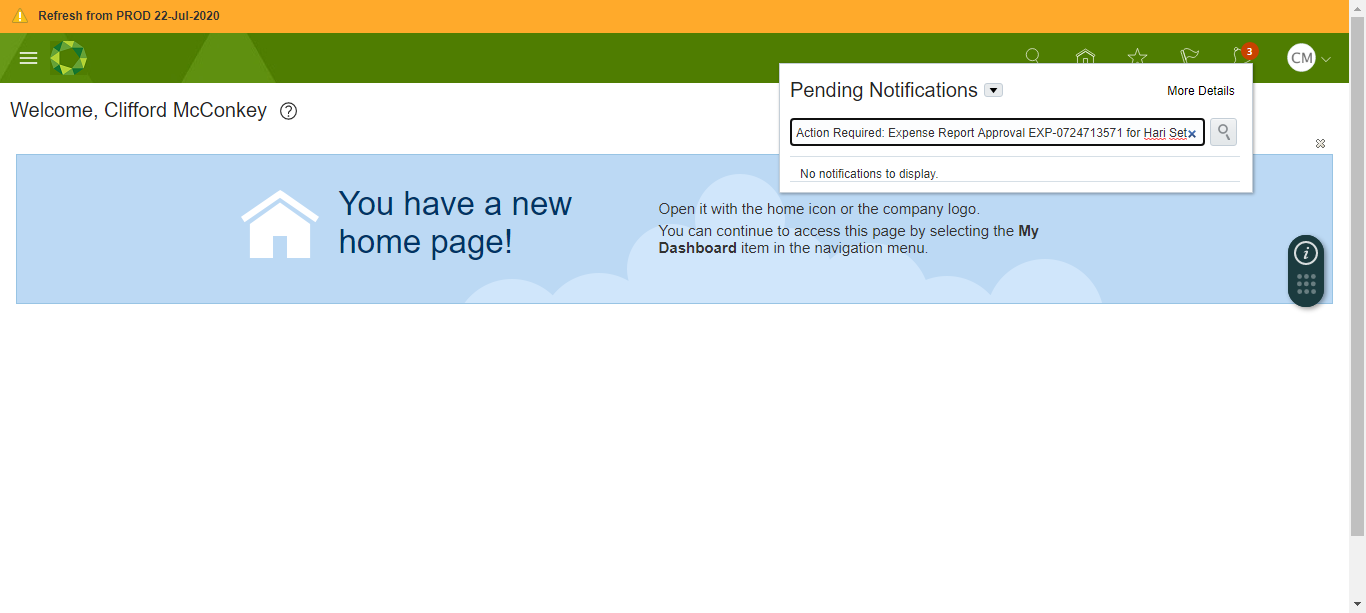 Refresh from PROD 22-Jul-2020
3
CM
Welcome, Clifford McConkey ?
Pending Notifications
More Details
Action Required: Expense Report Approval EXP-0724713571 for Hari Set
No notifications to display.
You have a new
home page!
Open it with the home icon or the company logo.
You can continue to access this page by selecting the My
Dashboard item in the navigation menu.
i